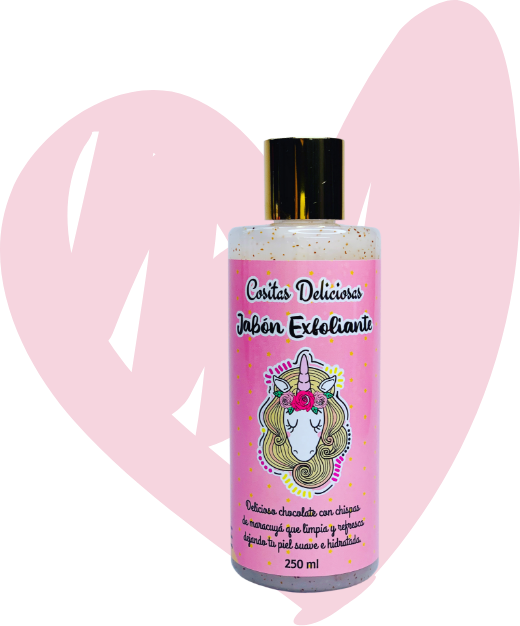 Cositas Deliciosas
Jabón Exfoliante
Delicioso chocolate con chispas
de maracuyá que limpia y refresca
dejando tu piel suave e hidratada.
250 ml